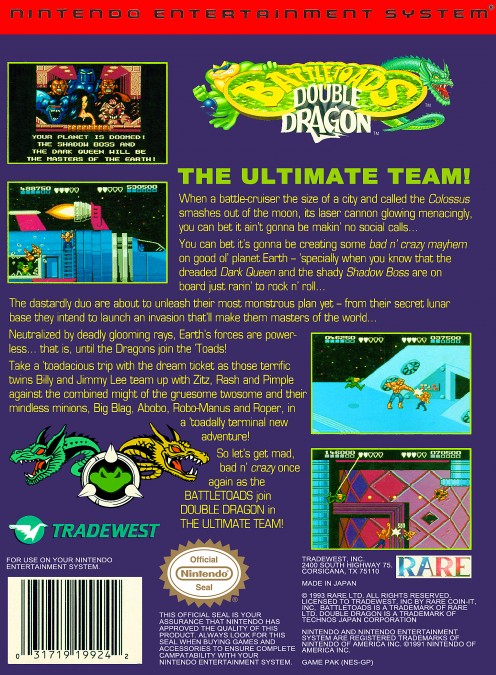 NINTENDO ENTERTAINMENT SYSTEM®
BATTLETOADS
DOUBLE
DRAGON
YOUR PLANET IS DOOMED!
THE SHADOW BOSS AND
THE DARK QUEEN WILL BE
THE MASTERS OF THE EARTH!
THE ULTIMATE TEAM!
When a battle-cruiser the size of a city and called the Colossus
smashes out of the moon, its laser cannon glowing menacingly,
you can bet it ain't gonna be makin' no social calls...
You can bet it's gonna be creating some bad n' crazy mayhem
on good ol' planet Earth – 'specially when you know that the
dreaded Dark Queen and the shady Shadow Boss are on
board just rarin' to rock n' roll...
The dastardly duo are about to unleash their most monstrous plan yet – from their secret lunar
base they intend to launch an invasion that'll make them masters of the world...
Neutralized by deadly glooming rays, Earth's forces are power-
less... that is, until the Dragons join the 'Toads!
Take a 'toadacious trip with the dream ticket as those terrific
twins Billy and Jimmy Lee team up with Zitz, Rash and Pimple
against the combined might of the gruesome twosome and their
mindless minions, Big Blag, Abobo, Robo-Manus and Roper, in
a 'toadally terminal new
adventure!
So let's get mad,
bad n' crazy once
again as the
BATTLETOADS join
DOUBLE DRAGON in
THE ULTIMATE TEAM!
TRADEWEST
FOR USE ON YOUR NINTENDO
ENTERTAINMENT SYSTEM.
0 31719 19924 2
Official
Nintendo
Seal
THIS OFFICIAL SEAL IS YOUR
ASSURANCE THAT NINTENDO HAS
APPROVED THE QUALITY OF THIS
PRODUCT. ALWAYS LOOK FOR THIS
SEAL WHEN BUYING GAMES AND
ACCESSORIES TO ENSURE COMPLETE
CAMPATABILITY WITH YOUR
NINTENDO ENTERTAINMENT SYSTEM.
TRADEWEST, INC.
2400 SOUTH HIGHWAY 75,
CORSICANA, TX 75110
RARE
MADE IN JAPAN
© 1993 RARE LTD. ALL RIGHTS RESERVED.
LICENSED TO TRADEWEST, INC BY RARE COIN-IT,
INC. BATTLETOADS IS A TRADEMARK OF RARE
LTD. DOUBLE DRAGON IS A TRADEMARK OF
TECHNOS JAPAN CORPORATION
NINTENDO AND NINTENDO ENTERTAINMENT
SYSTEM ARE REGISTERED TRADEMARKS OF
NINTENDO OF AMERICA INC. ©1991 NINTENDO OF
AMERICA INC.
GAME PAK (NES-GP)